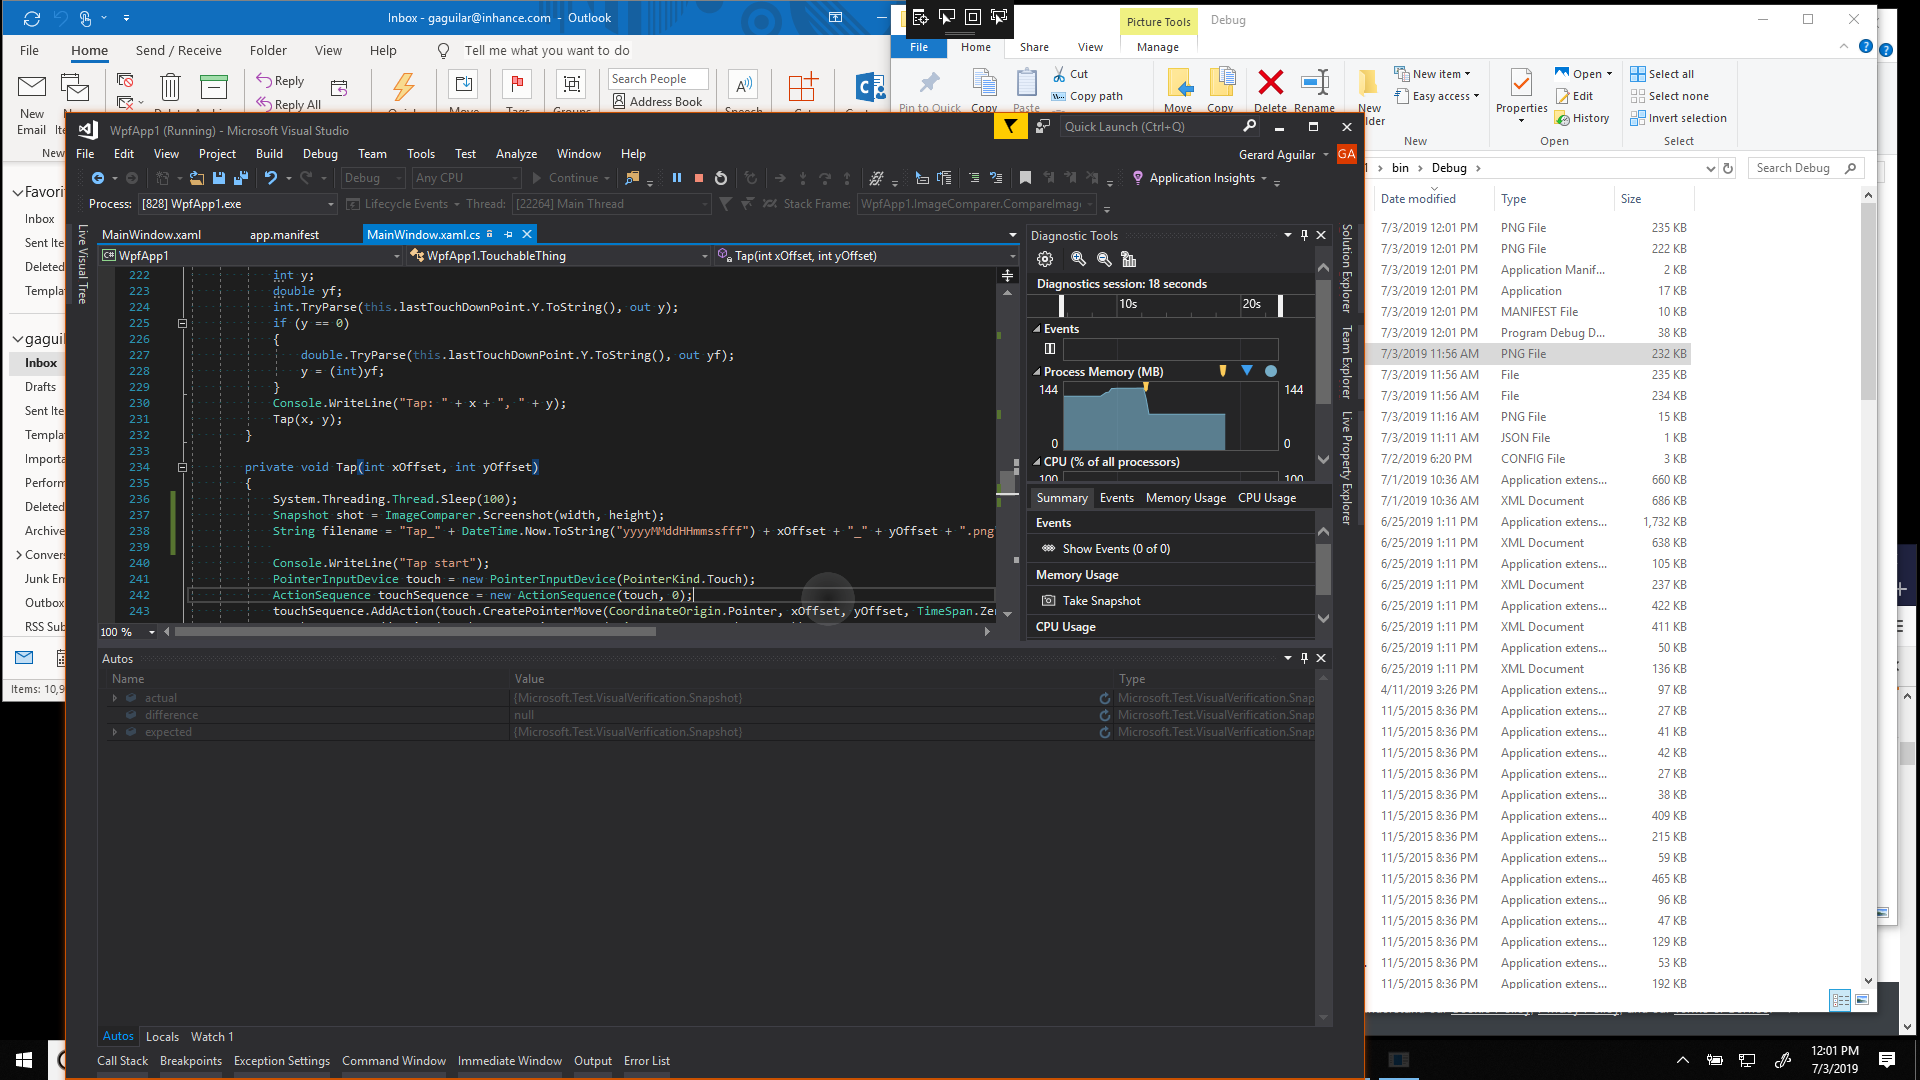 Inbox - gaguilar@inhance.com - Outlook
File Home Send / Receive Folder View Help Tell me what you want to do
New Email
Reply
Reply All
Search People
Address Book
Picture Tools Debug
File Home Share View Manage
Pin to Quick Copy Paste
Cut
Copy path
Move Copy Delete Rename New
New item
Easy access
Properties
Open
Edit
History
Select all
Select none
Invert selection
New Open Select
bin Debug Search Debug
Favori
Inbox
Sent Ite
Deleted
Templa
gaguil
Inbox
Drafts
Sent Ite
Templa
Importa
Perform
Deleted
Archive
Convers
Junk Em
Outbox
RSS Sub
Items: 10,9
WpfApp1 (Running) - Microsoft Visual Studio
Quick Launch (Ctrl+Q)
File Edit View Project Build Debug Team Tools Test Analyze Window Help
Gerard Aguilar GA
Debug Any CPU Continue Application Insights
Process: [828] WpfApp1.exe Lifecycle Events Thread: [22264] Main Thread Stack Frame: WpfApp1.ImageComparer.CompareImag
Live Visual Tree
MainWindow.xaml app.manifest MainWindow.xaml.cs
WpfApp1 WpfApp1.TouchableThing Tap(int xOffset, int yOffset)
222 int y;
223 double yf;
224 int.TryParse(this.lastTouchDownPoint.Y.ToString(), out y);
225 if (y == 0)
226 {
227 double.TryParse(this.lastTouchDownPoint.Y.ToString(), out yf);
228 y = (int)yf;
229 }
230 Console.WriteLine("Tap: " + x + ", " + y);
231 Tap(x, y);
232 }
233
234 private void Tap(int xOffset, int yOffset)
235 {
236 System.Threading.Thread.Sleep(100);
237 Snapshot shot = ImageComparer.Screenshot(width, height);
238 String filename = "Tap_" + DateTime.Now.ToString("yyyyMMddHHmmssfff") + xOffset + "_" + yOffset + ".png
239
240 Console.WriteLine("Tap start");
241 PointerInputDevice touch = new PointerInputDevice(PointerKind.Touch);
242 ActionSequence touchSequence = new ActionSequence(touch, 0);
243 touchSequence.AddAction(touch.CreatePointerMove(CoordinateOrigin.Pointer, xOffset, yOffset, TimeSpan.Ze
100 %
Diagnostic Tools
Diagnostics session: 18 seconds
10s 20s
Events
Process Memory (MB)
144 144
0 0
CPU (% of all processors)
100 100
Summary Events Memory Usage CPU Usage
Events
Show Events (0 of 0)
Memory Usage
Take Snapshot
CPU Usage
Solution Explorer
Team Explorer
Live Property Explorer
Autos
Name Value Type
actual {Microsoft.Test.VisualVerification.Snapshot} Microsoft.Test.VisualVerification.Snap
difference null Microsoft.Test.VisualVerification.Snap
expected {Microsoft.Test.VisualVerification.Snapshot} Microsoft.Test.VisualVerification.Snap
Autos Locals Watch 1
Call Stack Breakpoints Exception Settings Command Window Immediate Window Output Error List
Date modified Type Size
7/3/2019 12:01 PM PNG File 235 KB
7/3/2019 12:01 PM PNG File 222 KB
7/3/2019 12:01 PM Application Manif... 2 KB
7/3/2019 12:01 PM Application 17 KB
7/3/2019 12:01 PM MANIFEST File 10 KB
7/3/2019 12:01 PM Program Debug D... 38 KB
7/3/2019 11:56 AM PNG File 232 KB
7/3/2019 11:56 AM File 235 KB
7/3/2019 11:56 AM File 234 KB
7/3/2019 11:16 AM PNG File 15 KB
7/3/2019 11:11 AM JSON File 1 KB
7/2/2019 6:20 PM CONFIG File 3 KB
7/1/2019 10:36 AM Application extens... 660 KB
7/1/2019 10:36 AM XML Document 686 KB
6/25/2019 1:11 PM Application extens... 1,732 KB
6/25/2019 1:11 PM XML Document 638 KB
6/25/2019 1:11 PM Application extens... 105 KB
6/25/2019 1:11 PM XML Document 237 KB
6/25/2019 1:11 PM Application extens... 422 KB
6/25/2019 1:11 PM XML Document 411 KB
6/25/2019 1:11 PM Application extens... 50 KB
6/25/2019 1:11 PM XML Document 136 KB
4/11/2019 3:26 PM Application extens... 97 KB
11/5/2015 8:36 PM Application extens... 27 KB
11/5/2015 8:36 PM Application extens... 41 KB
11/5/2015 8:36 PM Application extens... 42 KB
11/5/2015 8:36 PM Application extens... 27 KB
11/5/2015 8:36 PM Application extens... 38 KB
11/5/2015 8:36 PM Application extens... 409 KB
11/5/2015 8:36 PM Application extens... 215 KB
11/5/2015 8:36 PM Application extens... 59 KB
11/5/2015 8:36 PM Application extens... 465 KB
11/5/2015 8:36 PM Application extens... 96 KB
11/5/2015 8:36 PM Application extens... 47 KB
11/5/2015 8:36 PM Application extens... 129 KB
11/5/2015 8:36 PM Application extens... 53 KB
11/5/2015 8:36 PM Application extens... 192 KB
12:01 PM
7/3/2019